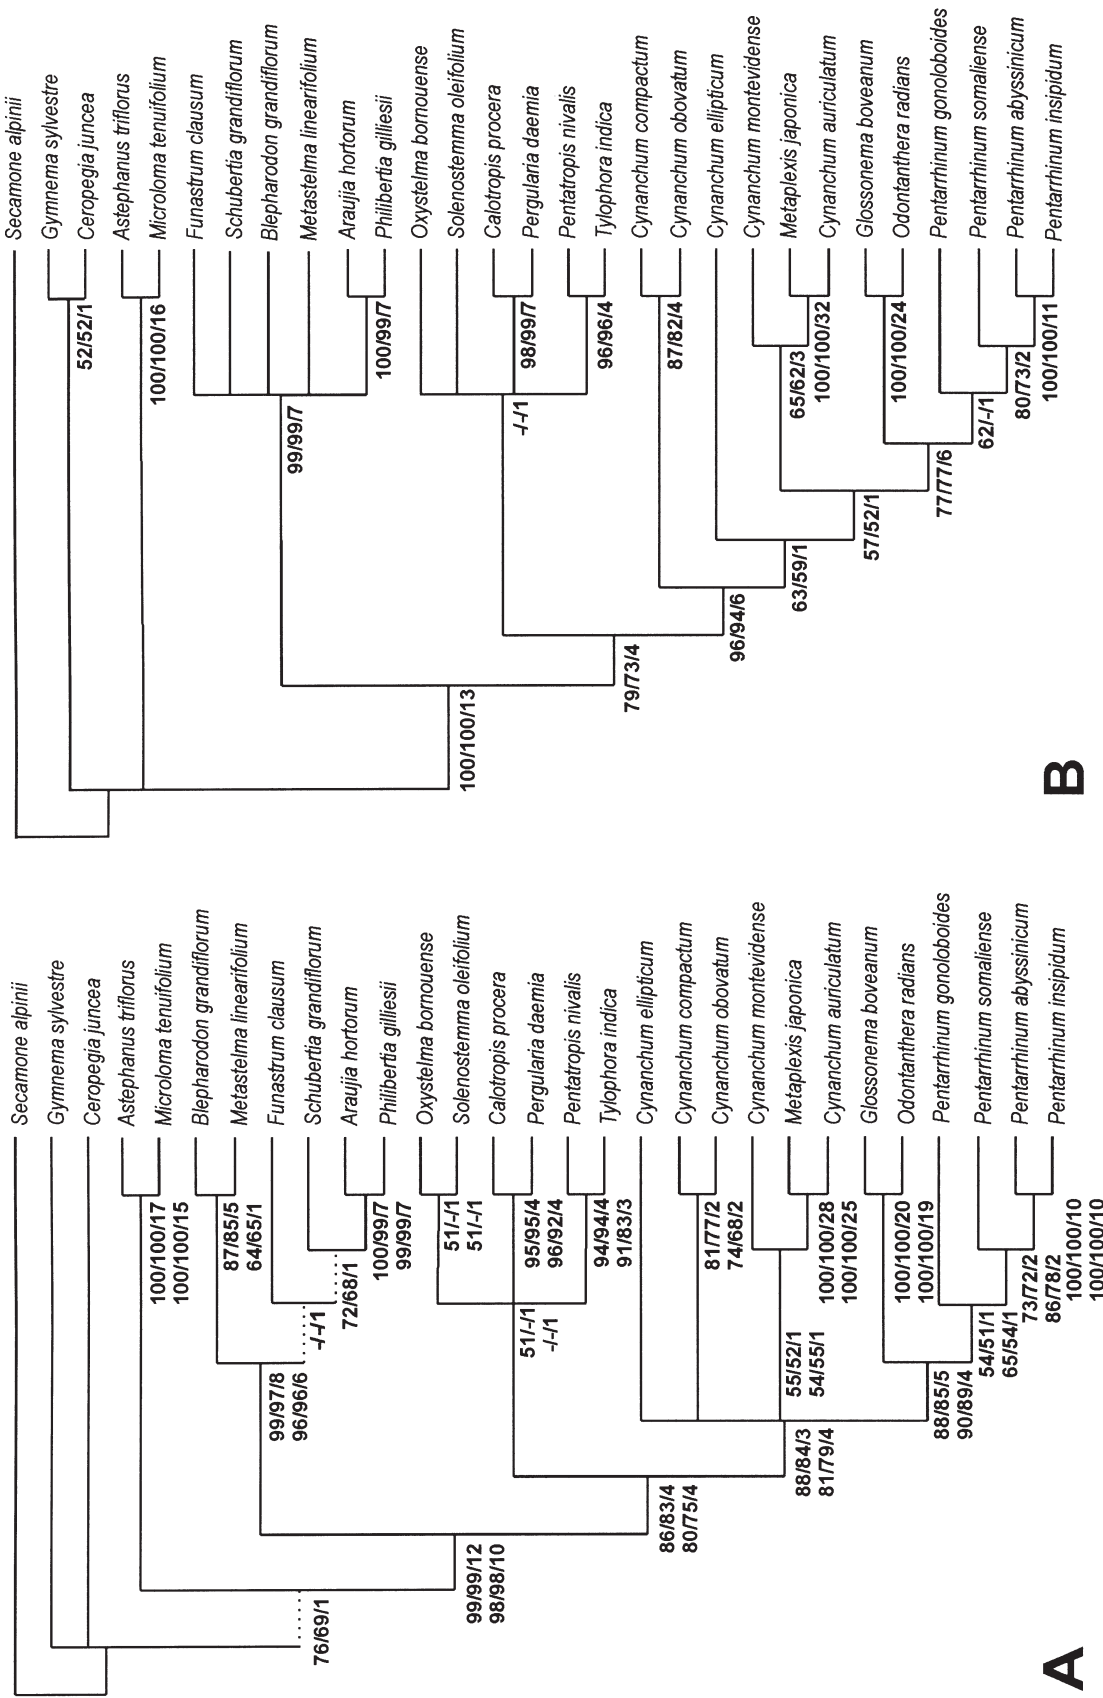 A
Secamone alpinii
Gymnema sylvestre
Ceropegia juncea
Astephanus triflorus
Microloma tenuifolium
Blepharodon grandiflorum
Metastelma linearifolium
Funastrum clausum
Schubertia grandiflorum
Araujia hortorum
Philibertia gilliesii
Oxystelma bornouense
Solenostemma oleifolium
Calotropis procera
Pergularia daemia
Pentatropis nivalis
Tylophora indica
Cynanchum ellipticum
Cynanchum compactum
Cynanchum obovatum
Cynanchum montevidense
Metaplexis japonica
Cynanchum auriculatum
Glossonema boveanum
Odontanthera radians
Pentarrhinum gonoloboides
Pentarrhinum somaliense
Pentarrhinum abyssinicum
Pentarrhinum insipidum
100/100/17
100/100/15
87/85/5
64/65/1
99/97/8
96/96/6
-/-/1
72/68/1
100/99/7
99/99/7
76/69/1
99/99/12
98/98/10
51/-/1
51/-/1
95/95/4
96/92/4
51/-/1
-/-/1
94/94/4
91/83/3
86/83/4
80/75/4
81/77/2
74/68/2
88/84/3
81/79/4
55/52/1
54/55/1
100/100/28
100/100/25
100/100/20
100/100/19
88/85/5
90/89/4
54/51/1
65/54/1
73/72/2
86/78/2
100/100/10
100/100/10
B
Secamone alpinii
Gymnema sylvestre
Ceropegia juncea
Astephanus triflorus
Microloma tenuifolium
Funastrum clausum
Schubertia grandiflorum
Blepharodon grandiflorum
Metastelma linearifolium
Araujia hortorum
Philibertia gilliesii
Oxystelma bornouense
Solenostemma oleifolium
Calotropis procera
Pergularia daemia
Pentatropis nivalis
Tylophora indica
Cynanchum compactum
Cynanchum obovatum
Cynanchum ellipticum
Cynanchum montevidense
Metaplexis japonica
Cynanchum auriculatum
Glossonema boveanum
Odontanthera radians
Pentarrhinum gonoloboides
Pentarrhinum somaliense
Pentarrhinum abyssinicum
Pentarrhinum insipidum
52/52/1
100/100/16
99/99/7
100/99/7
100/100/13
-/-/1
98/99/7
96/96/4
79/73/4
87/82/4
96/94/6
63/59/1
65/62/3
100/100/32
57/52/1
100/100/24
77/77/6
62/-/1
80/73/2
100/100/11